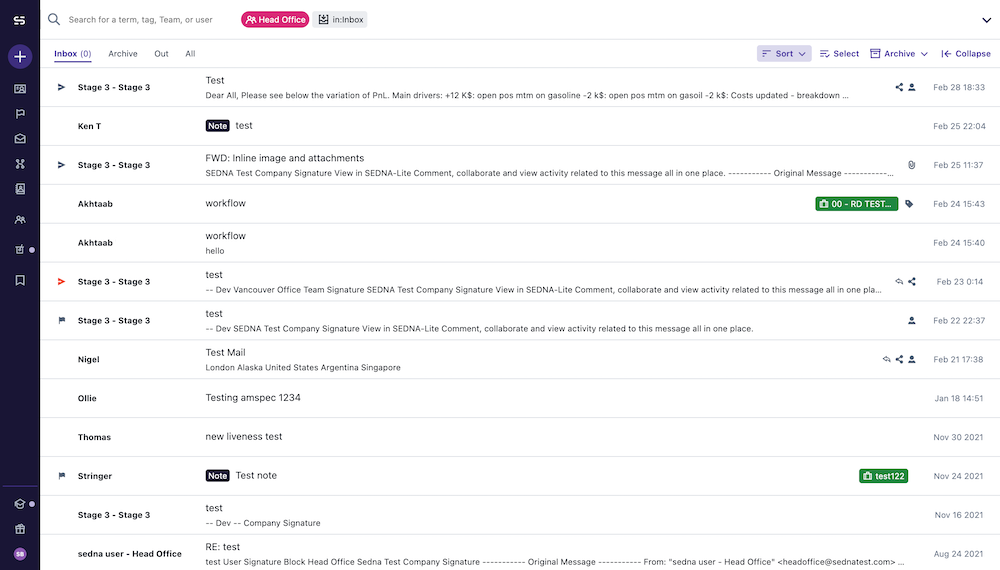 Search for a term, tag, Team, or user
Head Office
in:Inbox
Inbox (0)
Archive
Out
All
Sort
Select
Archive
Collapse
Stage 3 - Stage 3
Test
Dear All, Please see below the variation of PnL. Main drivers: +12 K$: open pos mtm on gasoline -2 k$: open pos mtm on gasoil -2 k$: Costs updated - breakdown ...
Feb 28 18:33
Ken T
Note test
Feb 25 22:04
Stage 3 - Stage 3
FWD: Inline image and attachments
SEDNA Test Company Signature View in SEDNA-Lite Comment, collaborate and view activity related to this message all in one place. ----------- Original Message -----------...
Feb 25 11:37
Akhtaab
workflow
00 - RD TEST...
Feb 24 15:43
Akhtaab
workflow
hello
Feb 24 15:40
Stage 3 - Stage 3
test
-- Dev Vancouver Office Team Signature SEDNA Test Company Signature View in SEDNA-Lite Comment, collaborate and view activity related to this message all in one pla...
Feb 23 0:14
Stage 3 - Stage 3
test
-- Dev SEDNA Test Company Signature View in SEDNA-Lite Comment, collaborate and view activity related to this message all in one place.
Feb 22 22:37
Nigel
Test Mail
London Alaska United States Argentina Singapore
Feb 21 17:38
Ollie
Testing amspec 1234
Jan 18 14:51
Thomas
new liveness test
Nov 30 2021
Stringer
Note Test note
test122
Nov 24 2021
Stage 3 - Stage 3
test
-- Dev -- Company Signature
Nov 16 2021
sedna user - Head Office
RE: test
test User Signature Block Head Office Sedna Test Company Signature ----------- Original Message ----------- From: "sedna user - Head Office" <headoffice@sednatest.com> ...
Aug 24 2021
SB